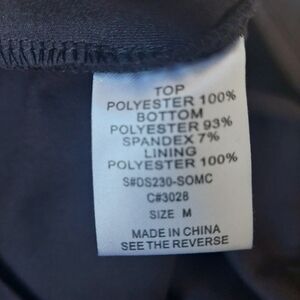 TOP
POLYESTER 100%
BOTTOM
POLYESTER 93%
SPANDEX 7%
LINING
POLYESTER 100%
S#DS230-SOMC
C#3028
SIZE M
MADE IN CHINA
SEE THE REVERSE